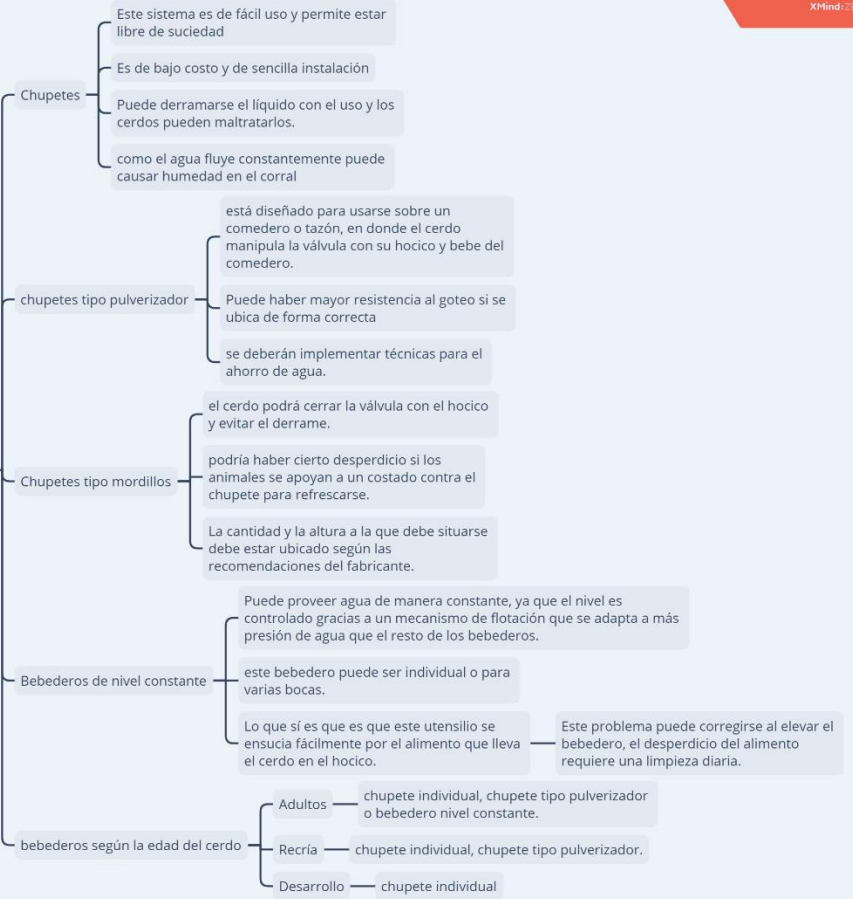 XMind:Z
Este sistema es de fácil uso y permite estar
libre de suciedad
Es de bajo costo y de sencilla instalación
Chupetes
Puede derramarse el líquido con el uso y los
cerdos pueden maltratarlos.
como el agua fluye constantemente puede
causar humedad en el corral
está diseñado para usarse sobre un
comedero o tazón, en donde el cerdo
manipula la válvula con su hocico y bebe del
comedero.
chupetes tipo pulverizador
Puede haber mayor resistencia al goteo si se
ubica de forma correcta
se deberán implementar técnicas para el
ahorro de agua.
el cerdo podrá cerrar la válvula con el hocico
y evitar el derrame.
Chupetes tipo mordillos
podría haber cierto desperdicio si los
animales se apoyan a un costado contra el
chupete para refrescarse.
La cantidad y la altura a la que debe situarse
debe estar ubicado según las
recomendaciones del fabricante.
Puede proveer agua de manera constante, ya que el nivel es
controlado gracias a un mecanismo de flotación que se adapta a más
presión de agua que el resto de los bebederos.
Bebederos de nivel constante
este bebedero puede ser individual o para
varias bocas.
Lo que sí es que es que este utensilio se
ensucia fácilmente por el alimento que lleva
el cerdo en el hocico.
Este problema puede corregirse al elevar el
bebedero, el desperdicio del alimento
requiere una limpieza diaria.
bebederos según la edad del cerdo
Adultos
chupete individual, chupete tipo pulverizador
o bebedero nivel constante.
Recría
chupete individual, chupete tipo pulverizador.
Desarrollo
chupete individual